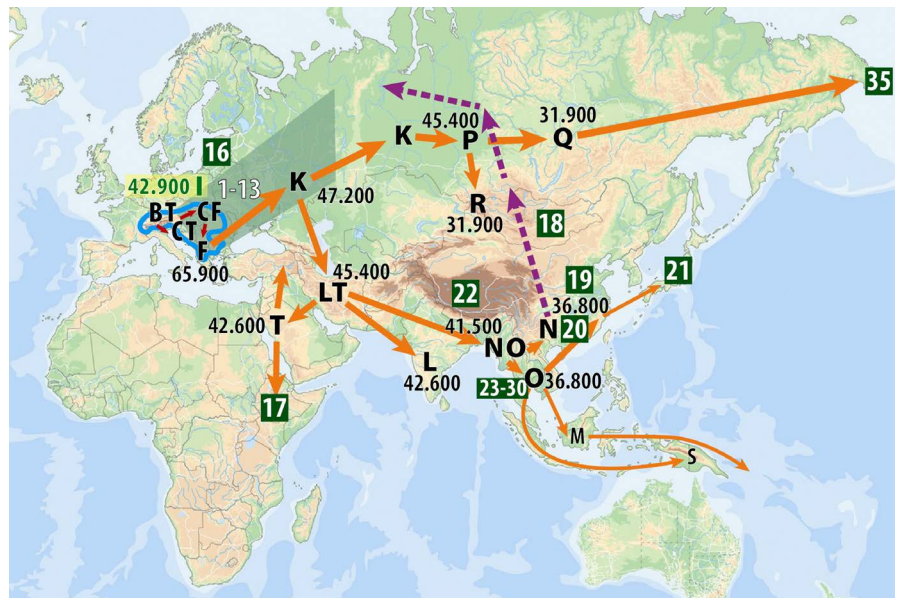 35
31.900
45.400
K
P
Q
16
42.900 I
1-13
K
47.200
R
31.900
BT
CF
CT
F
65.900
18
45.400
LT
22
19
21
36.800
42.600
T
41.500
NO
N
20
L
42.600
23-30
O
36.800
17
M
S